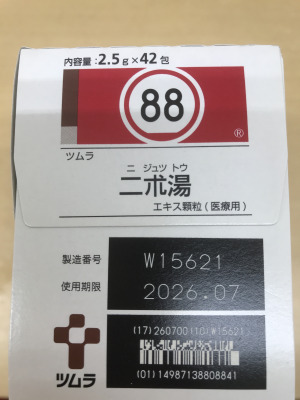 内容量：2.5g×42包
88
®
ツムラ
ニ ジュツ トウ
二朮湯
エキス顆粒(医療用)
製造番号
W15621
使用期限
2026.07
(17)260700(10)W15621
(01)14987138808841
ツムラ